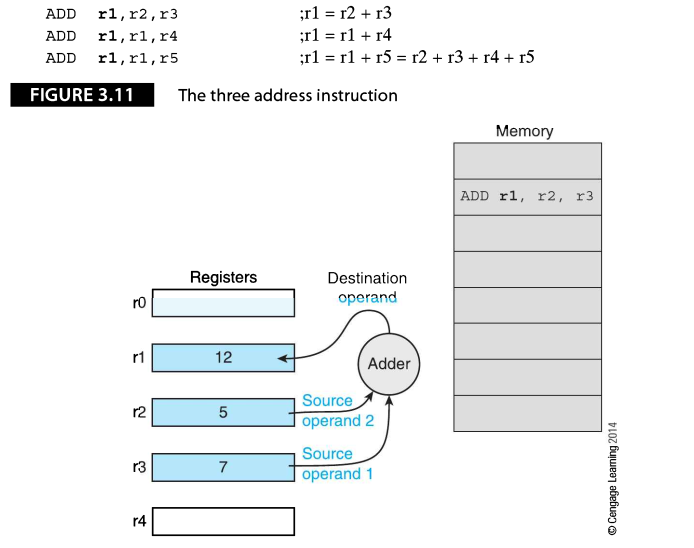 ADD r1,r2,r3 ;r1 = r2 + r3
ADD r1,r1,r4 ;r1 = r1 + r4
ADD r1,r1,r5 ;r1 = r1 + r5 = r2 + r3 + r4 + r5
FIGURE 3.11 The three address instruction
Memory
ADD r1, r2, r3
Registers
Destination
operand
r0
r1 12
Adder
r2 5
Source
operand 2
r3 7
Source
operand 1
r4
© Cengage Learning 2014